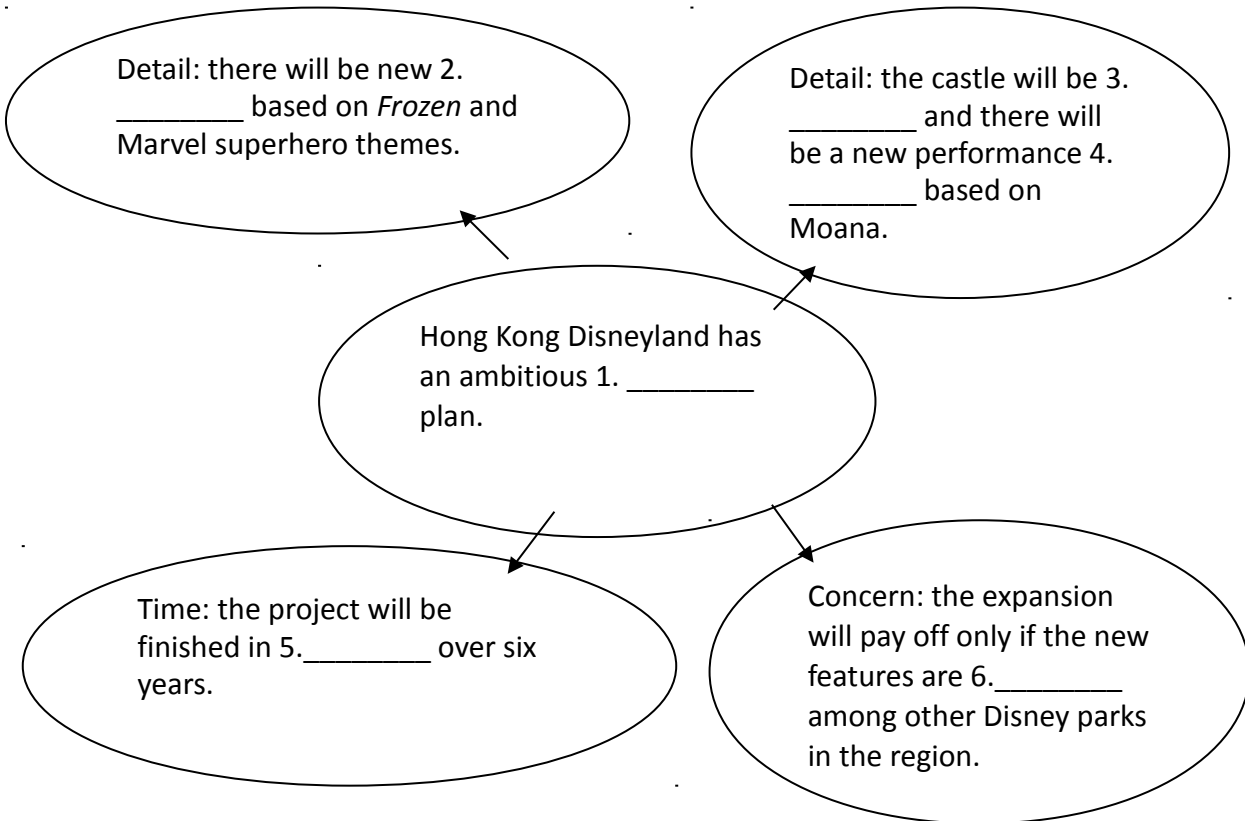 Detail: there will be new 2.
________ based on Frozen and
Marvel superhero themes.
Detail: the castle will be 3.
________ and there will
be a new performance 4.
________ based on
Moana.
Hong Kong Disneyland has
an ambitious 1. ________
plan.
Time: the project will be
finished in 5.________ over six
years.
Concern: the expansion
will pay off only if the new
features are 6.________
among other Disney parks
in the region.